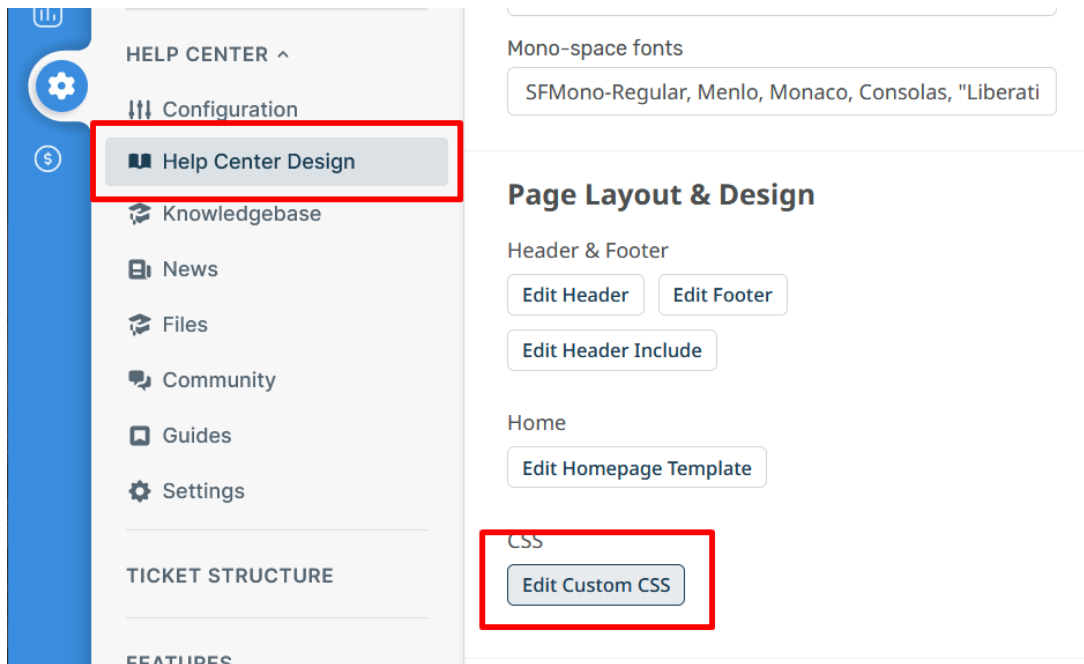 HELP CENTER
Configuration
Help Center Design
Knowledgebase
News
Files
Community
Guides
Settings
TICKET STRUCTURE
FEATURES
Mono-space fonts
SFMono-Regular, Menlo, Monaco, Consolas, "Liberati
Page Layout & Design
Header & Footer
Edit Header Edit Footer
Edit Header Include
Home
Edit Homepage Template
CSS
Edit Custom CSS